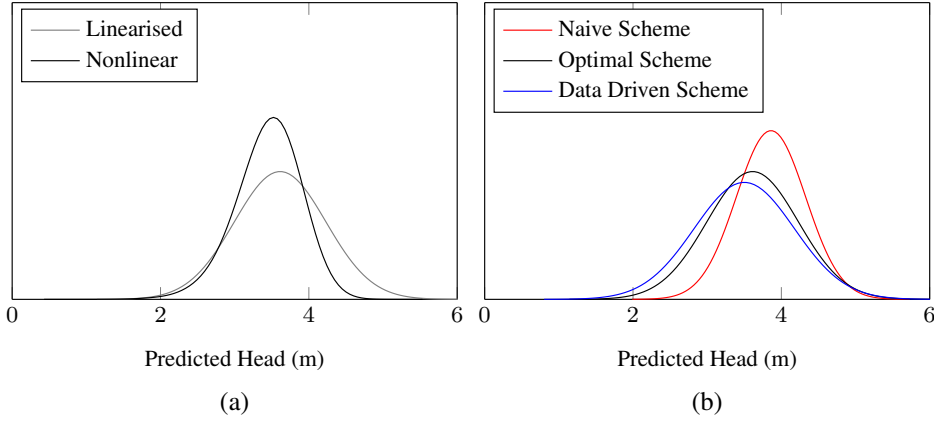 Linearised
Nonlinear
0
2
4
6
Predicted Head (m)
(a)
Naive Scheme
Optimal Scheme
Data Driven Scheme
0
2
4
6
Predicted Head (m)
(b)